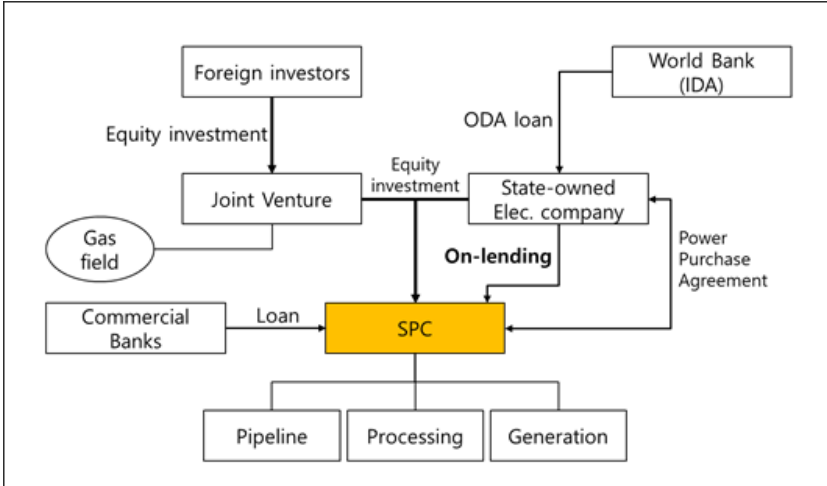 Foreign investors
World Bank
(IDA)
Equity investment
ODA loan
Equity
investment
Joint Venture
State-owned
Elec. company
Gas
field
On-lending
Power
Purchase
Agreement
Commercial
Banks
Loan
SPC
Pipeline
Processing
Generation